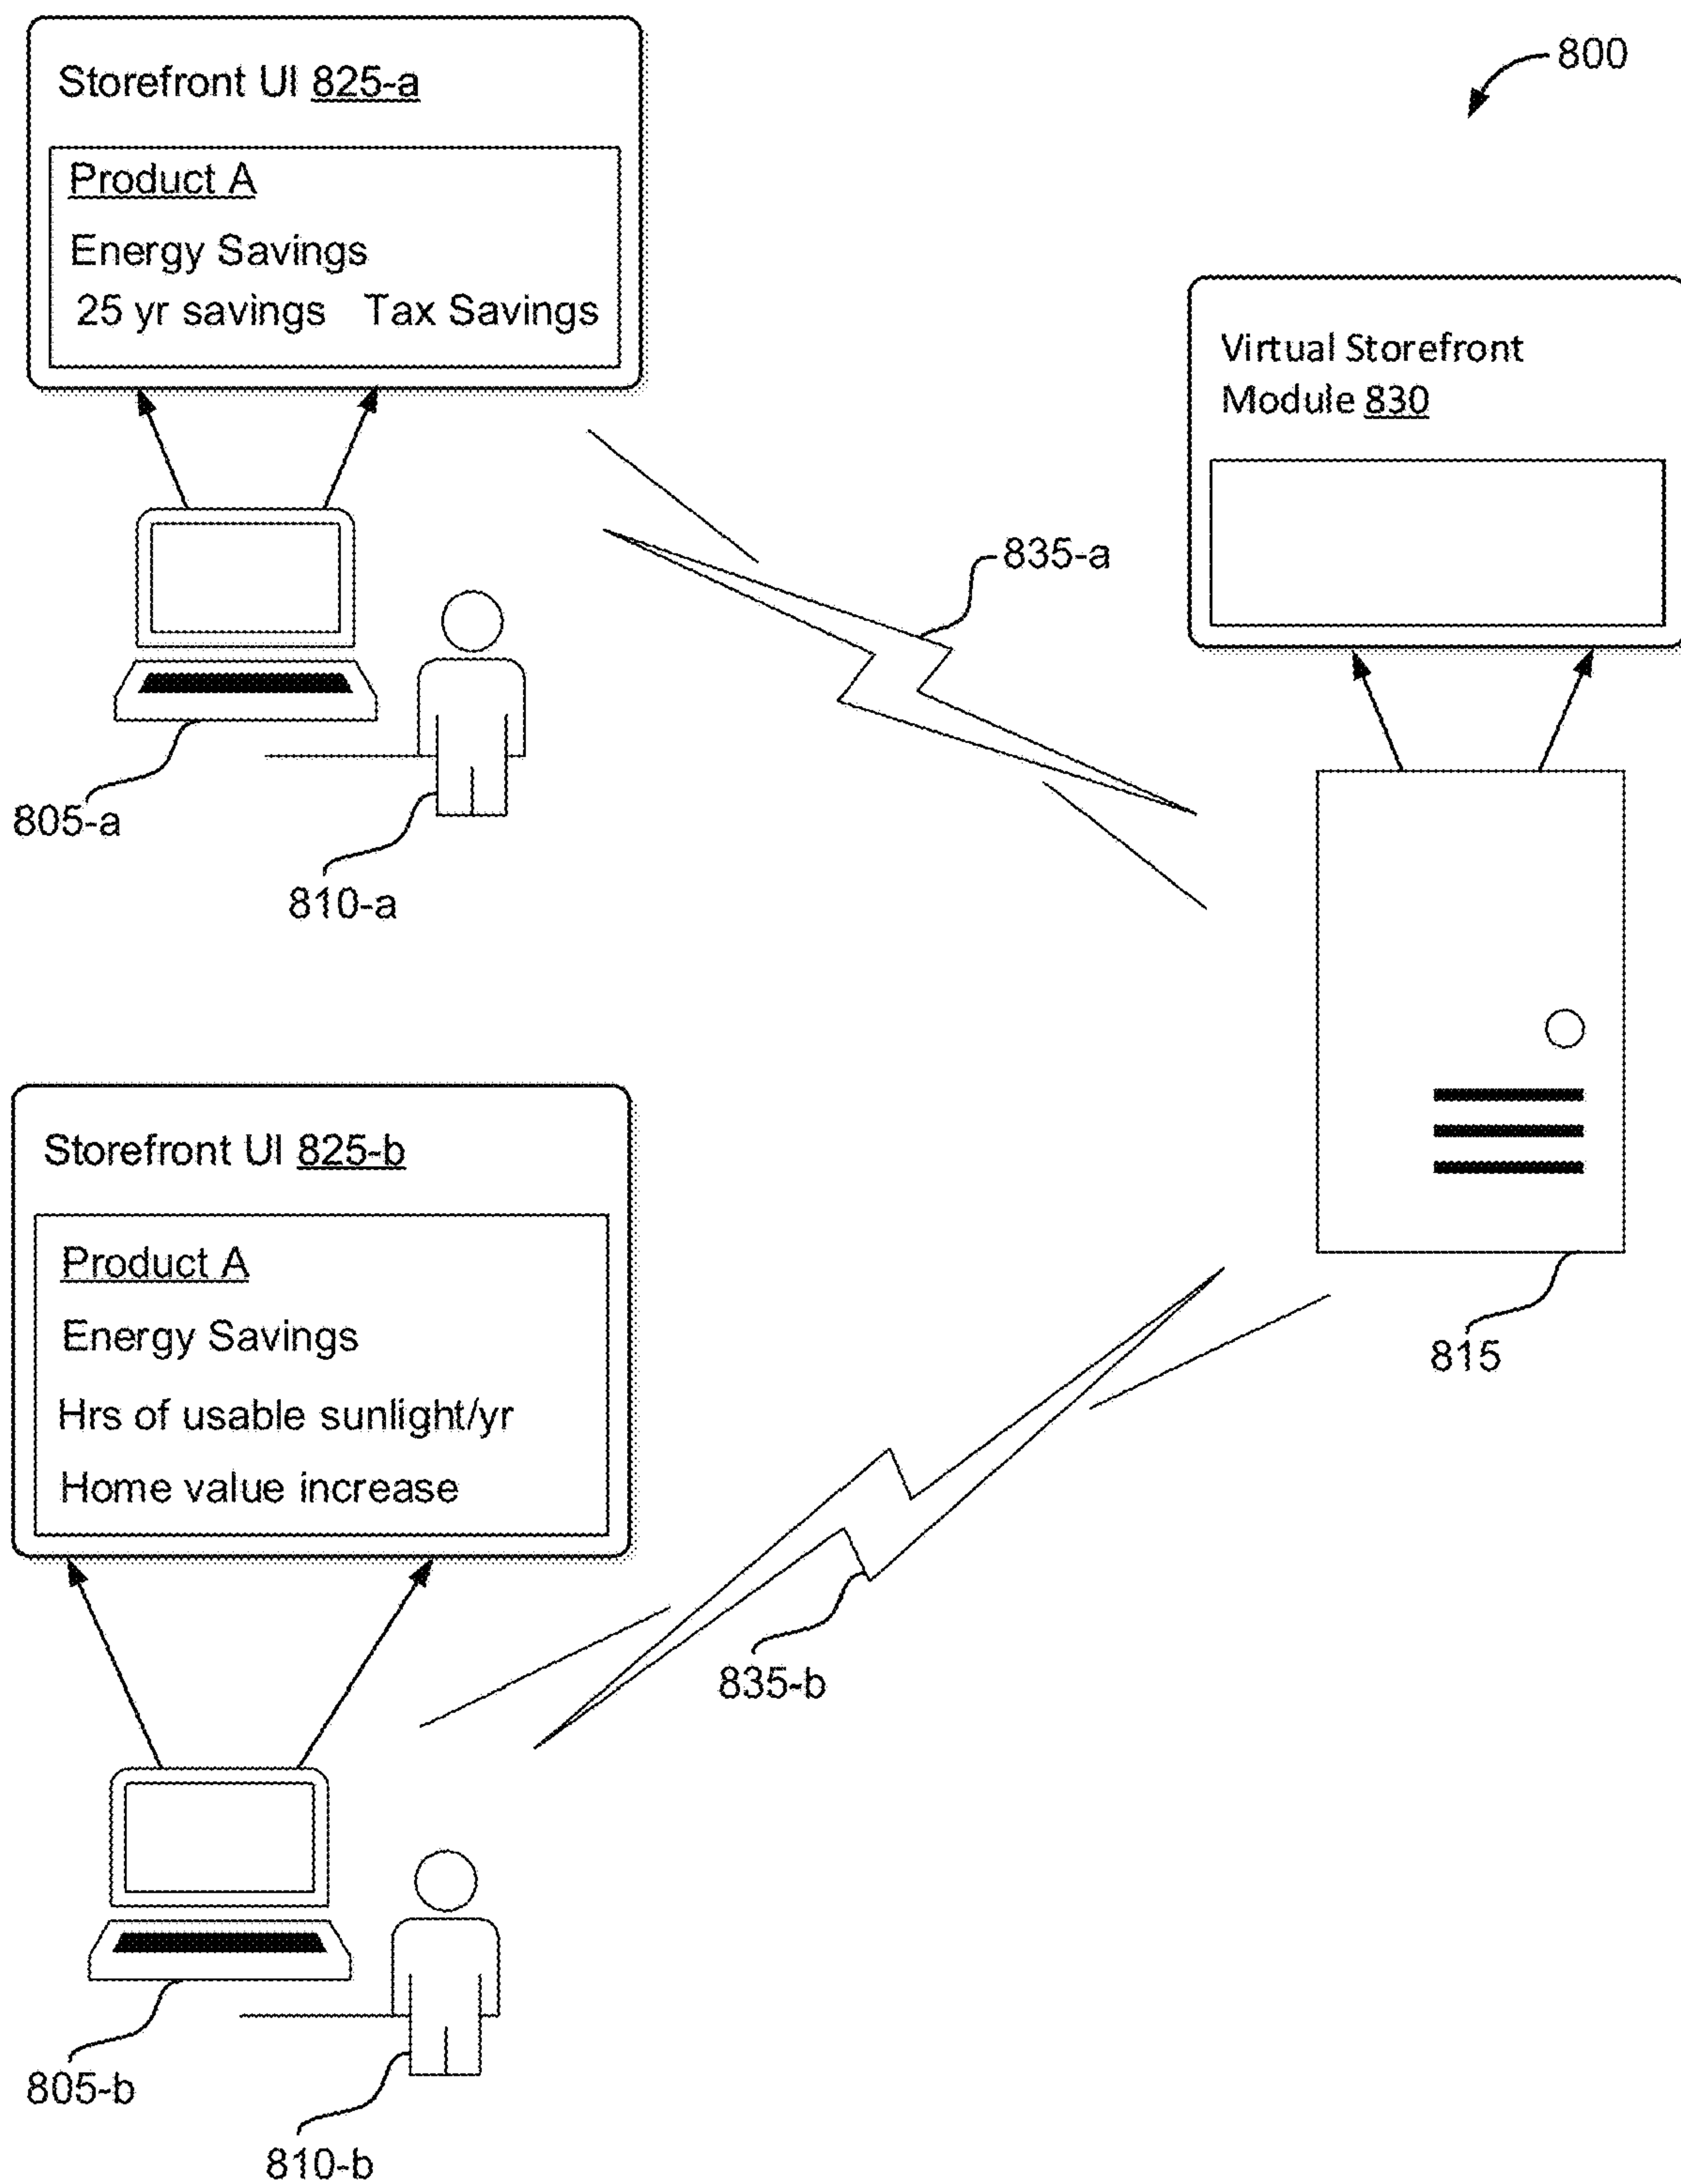 800
Storefront UI 825-a
Product A
Energy Savings
25 yr savings Tax Savings
Virtual Storefront
Module 830
835-a
805-a
810-a
815
Storefront UI 825-b
Product A
Energy Savings
Hrs of usable sunlight/yr
Home value increase
835-b
805-b
810-b